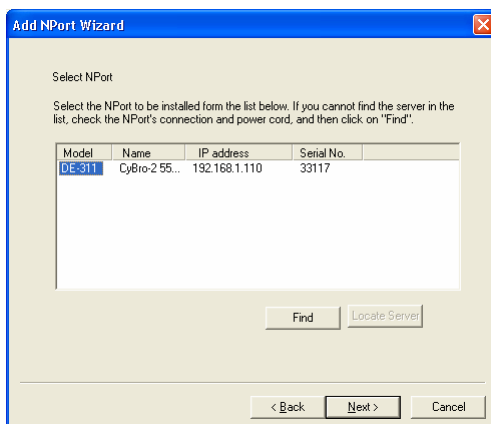 Add NPort Wizard
Select NPort
Select the NPort to be installed form the list below. If you cannot find the server in the
list, check the NPort's connection and power cord, and then click on "Find".
Model Name IP address Serial No.
DE-311 CyBro-2 55... 192.168.1.110 33117
Find Locate Server
< Back Next > Cancel